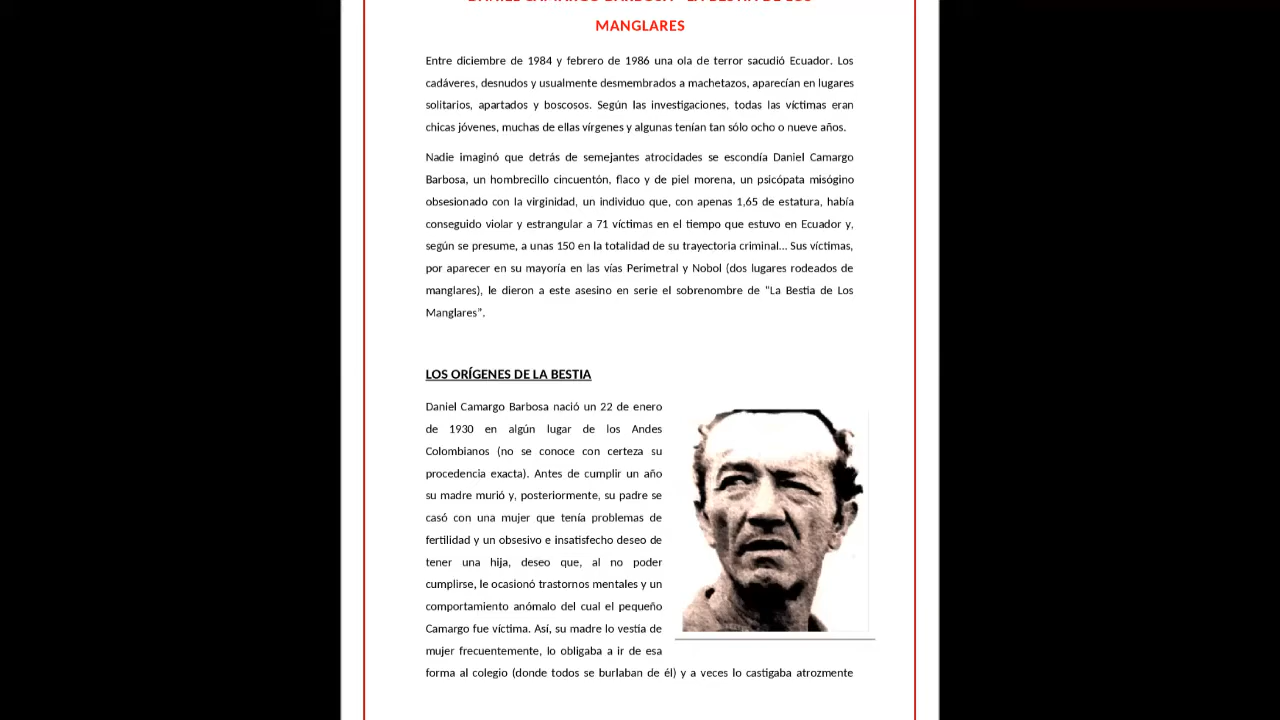 DANIEL CAMARGO BARBOSA - LA BESTIA DE LOS
MANGLARES
Entre diciembre de 1984 y febrero de 1986 una ola de terror sacudió Ecuador. Los
cadáveres, desnudos y usualmente desmembrados a machetazos, aparecían en lugares
solitarios, apartados y boscosos. Según las investigaciones, todas las víctimas eran
chicas jóvenes, muchas de ellas vírgenes y algunas tenían tan sólo ocho o nueve años.
Nadie imaginó que detrás de semejantes atrocidades se escondía Daniel Camargo
Barbosa, un hombrecillo cincuentón, flaco y de piel morena, un psicópata misógino
obsesionado con la virginidad, un individuo que, con apenas 1,65 de estatura, había
conseguido violar y estrangular a 71 víctimas en el tiempo que estuvo en Ecuador y,
según se presume, a unas 150 en la totalidad de su trayectoria criminal... Sus víctimas,
por aparecer en su mayoría en las vías Perimetral y Nobol (dos lugares rodeados de
manglares), le dieron a este asesino en serie el sobrenombre de “La Bestia de Los
Manglares”.
LOS ORÍGENES DE LA BESTIA
Daniel Camargo Barbosa nació un 22 de enero
de 1930 en algún lugar de los Andes
Colombianos (no se conoce con certeza su
procedencia exacta). Antes de cumplir un año
su madre murió y, posteriormente, su padre se
casó con una mujer que tenía problemas de
fertilidad y un obsesivo e insatisfecho deseo de
tener una hija, deseo que, al no poder
cumplirse, le ocasionó trastornos mentales y un
comportamiento anómalo del cual el pequeño
Camargo fue víctima. Así, su madre lo vestía de
mujer frecuentemente, lo obligaba a ir de esa
forma al colegio (donde todos se burlaban de él) y a veces lo castigaba atrozmente